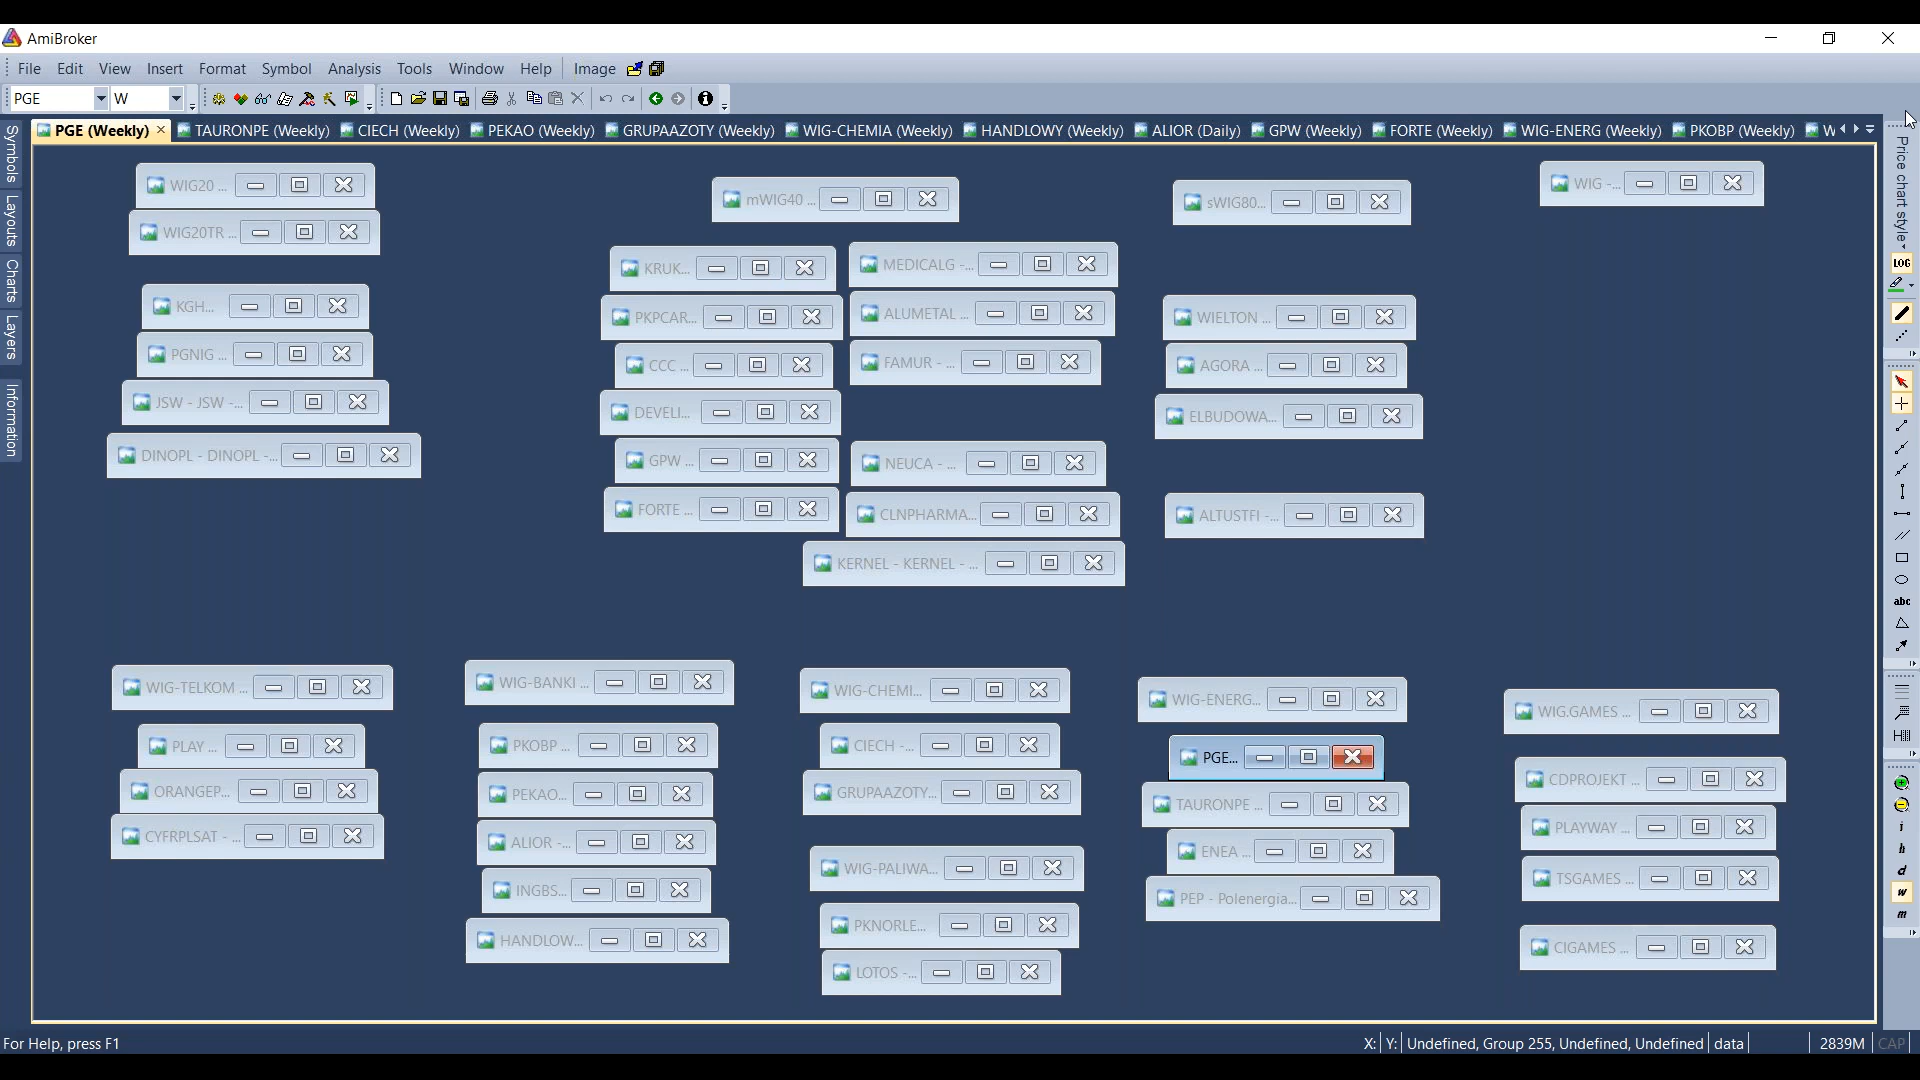 AmiBroker
File Edit View Insert Format Symbol Analysis Tools Window Help Image
PGE W
PGE (Weekly) TAURONPE (Weekly) CIECH (Weekly) PEKAO (Weekly) GRUPAAZOTY (Weekly) WIG-CHEMIA (Weekly) HANDLOWY (Weekly) ALIOR (Daily) GPW (Weekly) FORTE (Weekly) WIG-ENERG (Weekly) PKOBP (Weekly) W
Symbols
Layouts
Charts
Layers
Information
WIG20 ...
WIG20TR ...
KGH...
PGNIG ...
JSW - JSW -...
DINOPL - DINOPL -...
mWIG40 ...
KRUK...
PKPCAR...
CCC ...
DEVELI...
GPW ...
FORTE ...
MEDICALG -...
ALUMETAL ...
FAMUR - ...
NEUCA - ...
CLNPHARMA...
KERNEL - KERNEL - ...
sWIG80...
WIELTON ...
AGORA ...
ELBUDOWA...
ALTUSTFI -...
WIG -...
WIG-TELKOM ...
PLAY ...
ORANGEP...
CYFRPLSAT - ...
WIG-BANKI ...
PKOBP ...
PEKAO...
ALIOR -...
INGBS...
HANDLOW...
WIG-CHEMI...
CIECH -...
GRUPAAZOTY...
WIG-PALIWA...
PKNORLE...
LOTOS -...
WIG-ENERG...
PGE...
TAURONPE ...
ENEA ...
PEP - Polenergia...
WIG.GAMES ...
CDPROJEKT ...
PLAYWAY ...
TSGAMES ...
CIGAMES ...
Price chart style
LOG
abc
i
h
d
w
m
For Help, press F1
X: Y: Undefined, Group 255, Undefined, Undefined data 2839M CAP